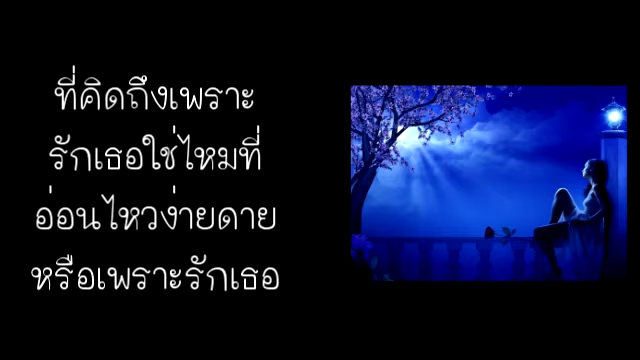 ที่คิดถึงเพราะ
รักเธอใช่ไหมที่
อ่อนไหวง่ายดาย
หรือเพราะรักเธอ